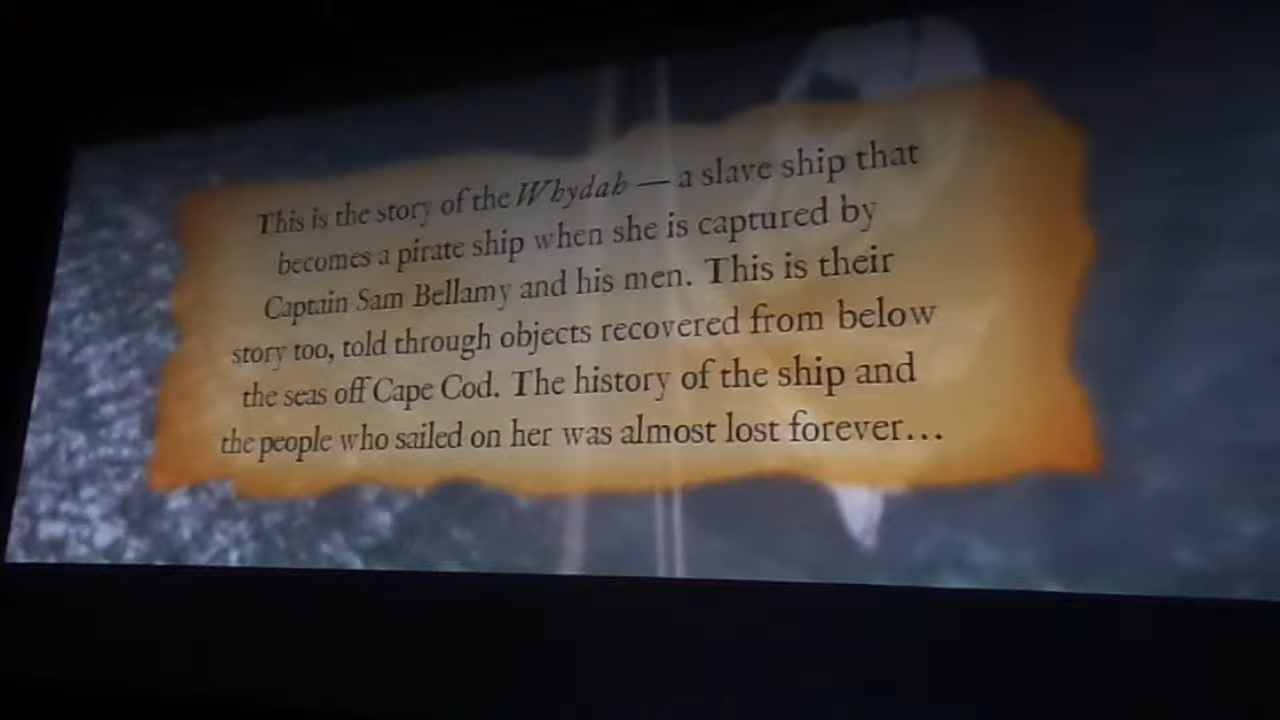 This is the story of the Whydah — a slave ship that
becomes a pirate ship when she is captured by
Captain Sam Bellamy and his men. This is their
story too, told through objects recovered from below
the seas off Cape Cod. The history of the ship and
the people who sailed on her was almost lost forever...